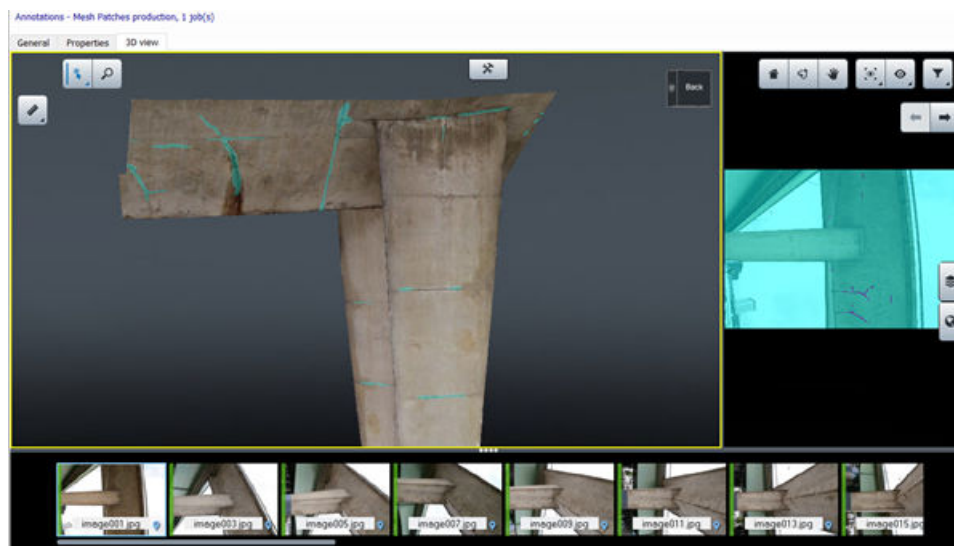 Annotations - Mesh Patches production, 1 job(s)
General Properties 3D view
Back
image001.jpg image003.jpg image005.jpg image007.jpg image009.jpg image011.jpg image013.jpg image015.jpg